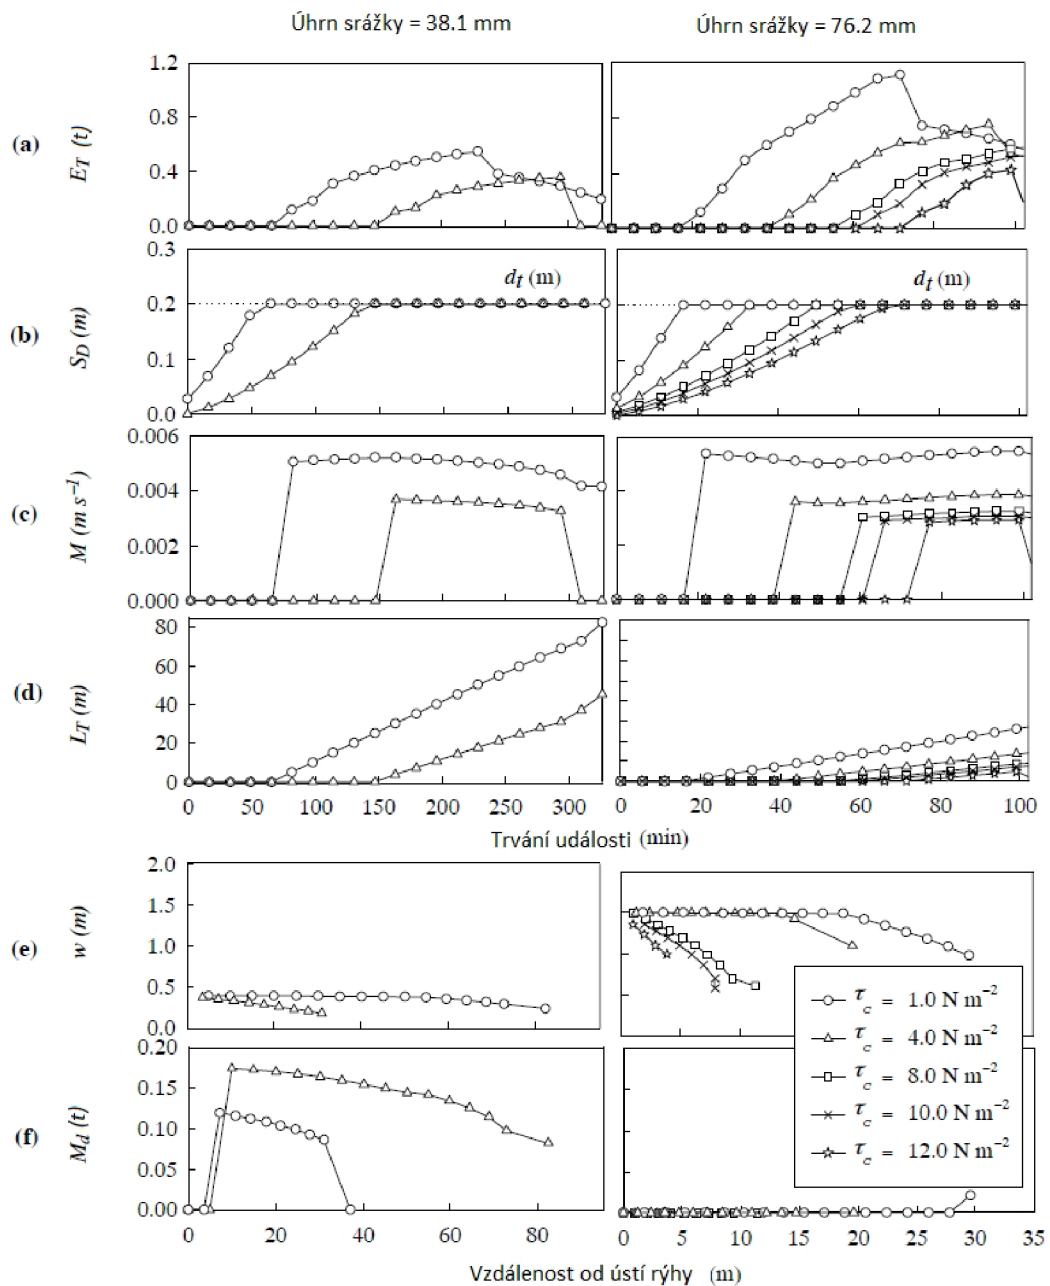 Úhrn srážky = 38.1 mm
Úhrn srážky = 76.2 mm
(a)
E_T (t)
1.2
0.8
0.4
0.0
(b)
S_D (m)
0.3
0.2
0.1
0.0
d_t (m)
d_t (m)
(c)
M (m s⁻¹)
0.006
0.004
0.002
0.000
(d)
L_T (m)
80
60
40
20
0
0 50 100 150 200 250 300
0 20 40 60 80 100
Trvání události (min)
(e)
w (m)
2.0
1.5
1.0
0.5
0.0
τ_c = 1.0 N m⁻²
τ_c = 4.0 N m⁻²
τ_c = 8.0 N m⁻²
τ_c = 10.0 N m⁻²
τ_c = 12.0 N m⁻²
(f)
M_d (t)
0.20
0.15
0.10
0.05
0.00
0 20 40 60 80
0 5 10 15 20 25 30 35
Vzdálenost od ústí rýhy (m)